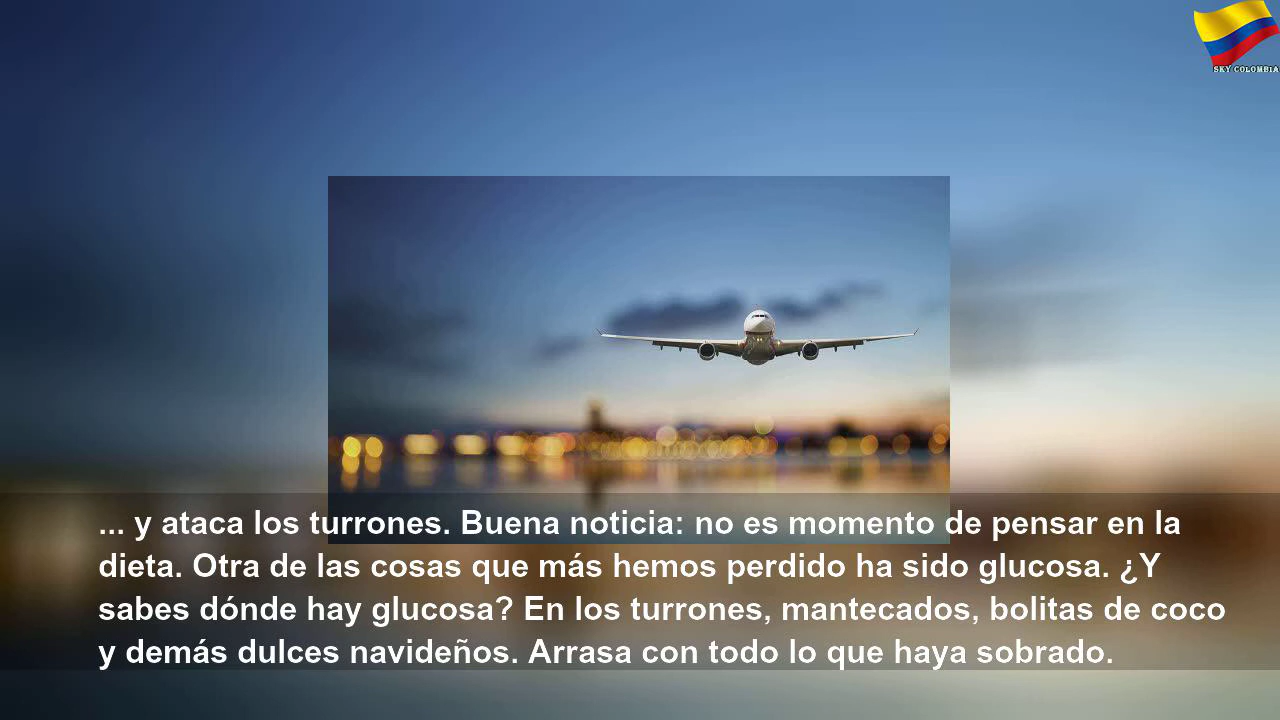 SKY COLOMBIA
... y ataca los turrones. Buena noticia: no es momento de pensar en la
dieta. Otra de las cosas que más hemos perdido ha sido glucosa. ¿Y
sabes dónde hay glucosa? En los turrones, mantecados, bolitas de coco
y demás dulces navideños. Arrasa con todo lo que haya sobrado.